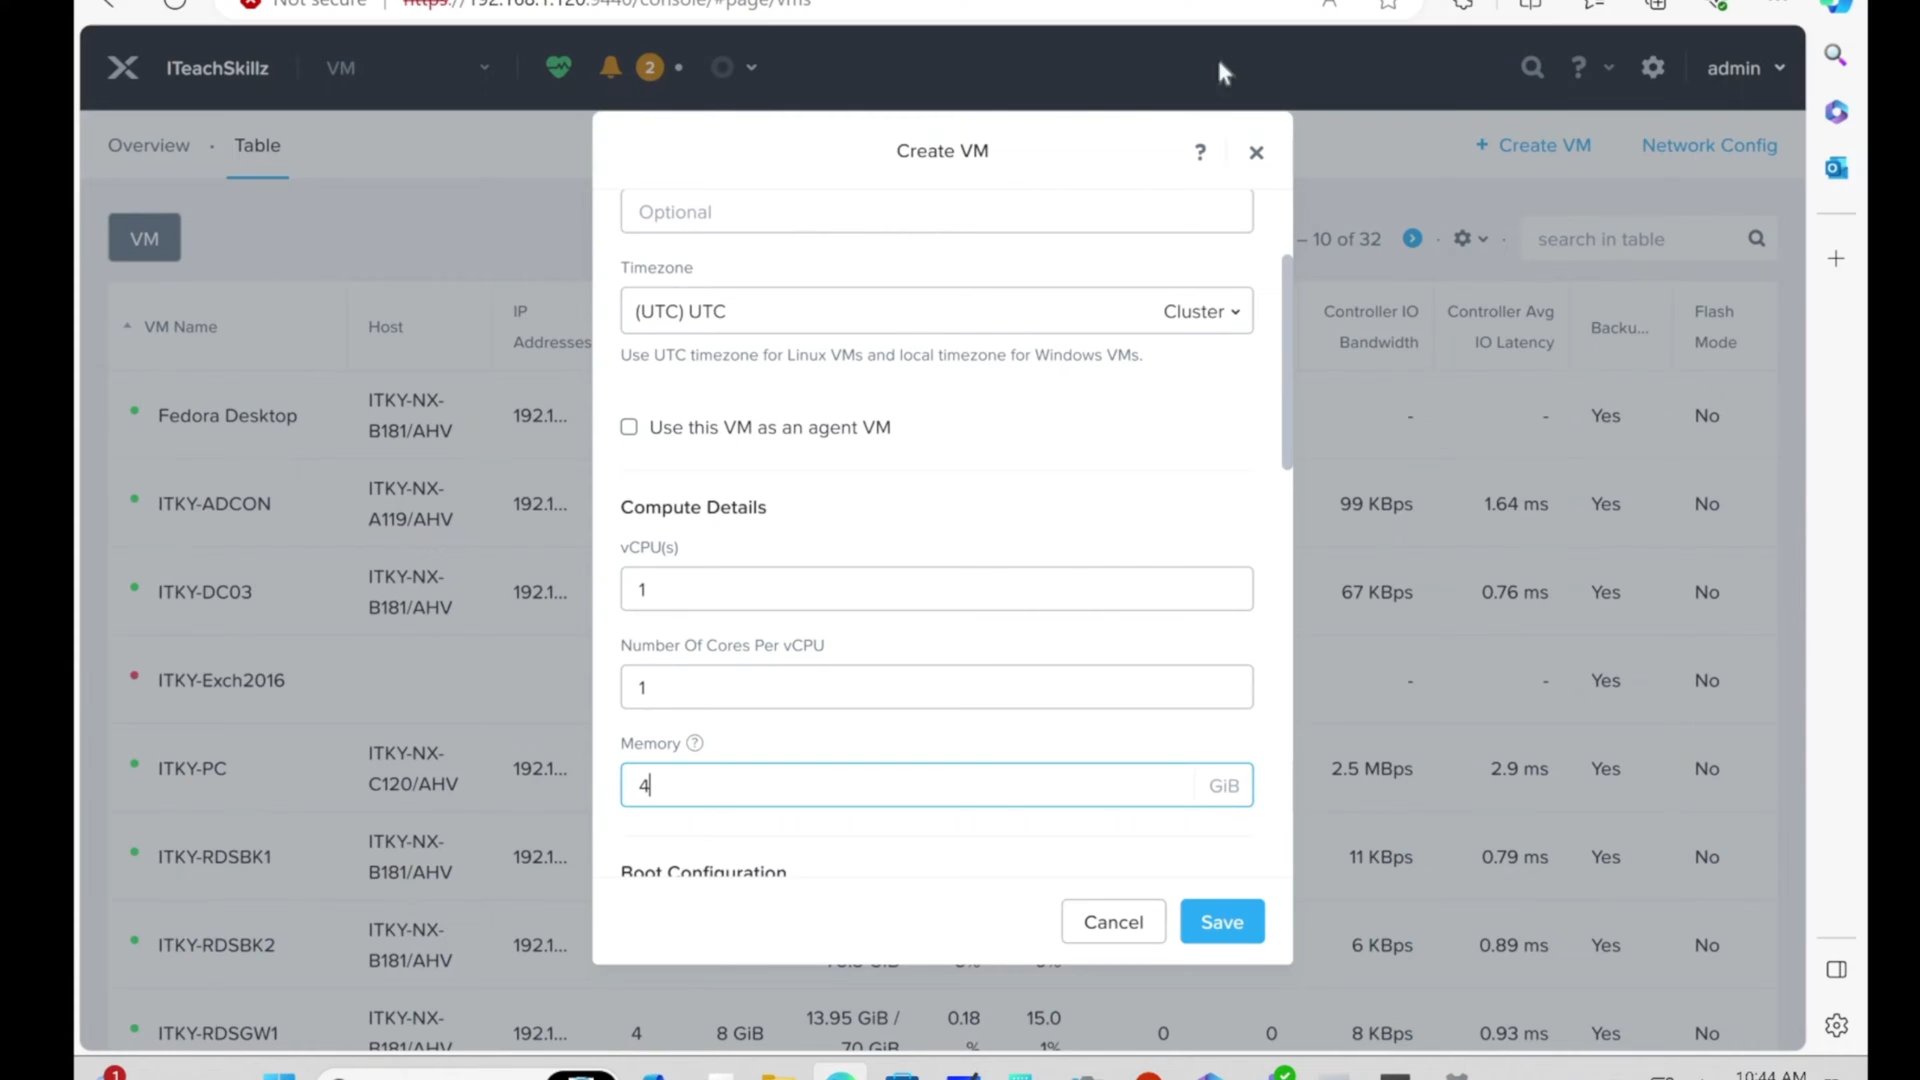 Not secure https://192.168.1.120:9440/console/#page/vms
ITeachSkillz VM 2 ? admin
Overview · Table + Create VM Network Config
VM – 10 of 32 search in table
VM Name Host IP Addresses Controller IO Bandwidth Controller Avg IO Latency Backu... Flash Mode
Fedora Desktop ITKY-NX-B181/AHV 192.1... - - Yes No
ITKY-ADCON ITKY-NX-A119/AHV 192.1... 99 KBps 1.64 ms Yes No
ITKY-DC03 ITKY-NX-B181/AHV 192.1... 67 KBps 0.76 ms Yes No
ITKY-Exch2016 - - Yes No
ITKY-PC ITKY-NX-C120/AHV 192.1... 2.5 MBps 2.9 ms Yes No
ITKY-RDSBK1 ITKY-NX-B181/AHV 192.1... 11 KBps 0.79 ms Yes No
ITKY-RDSBK2 ITKY-NX-B181/AHV 192.1... 6 KBps 0.89 ms Yes No
ITKY-RDSGW1 ITKY-NX-B181/AHV 192.1... 4 8 GiB 13.95 GiB / 70 GiB 0.18 % 15.0 1% 0 0 8 KBps 0.93 ms Yes No
Create VM ?
Optional
Timezone
(UTC) UTC Cluster
Use UTC timezone for Linux VMs and local timezone for Windows VMs.
Use this VM as an agent VM
Compute Details
vCPU(s)
1
Number Of Cores Per vCPU
1
Memory ?
4 GiB
Boot Configuration
Cancel Save
1 10:44 AM